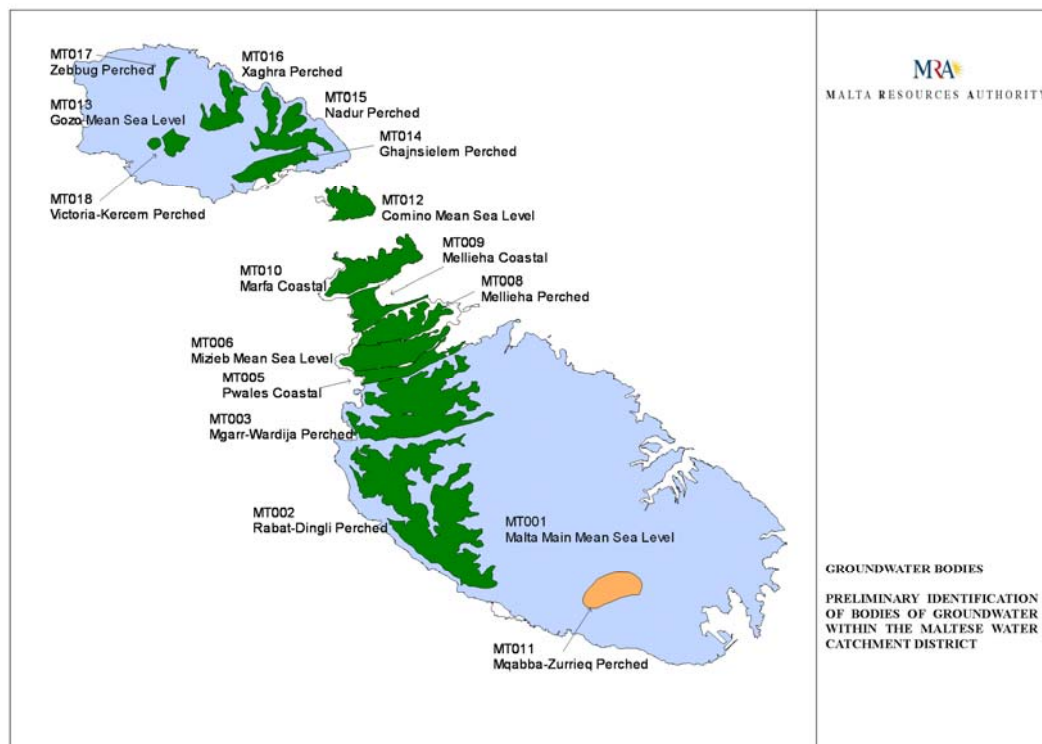 MT017
Zebbug Perched
MT016
Xaghra Perched
MT013
Gozo-Mean Sea Level
MT015
Nadur Perched
MT014
Ghajnsielem Perched
MT018
Victoria-Kercem Perched
MT012
Comino Mean Sea Level
MT009
Mellieha Coastal
MT010
Marfa Coastal
MT008
Mellieha Perched
MT006
Mizieb Mean Sea Level
MT005
Pwales Coastal
MT003
Mgarr-Wardija Perched
MT002
Rabat-Dingli Perched
MT001
Malta Main Mean Sea Level
MT011
Mqabba-Zurrieq Perched
MRA
MALTA RESOURCES AUTHORITY
GROUNDWATER BODIES
PRELIMINARY IDENTIFICATION
OF BODIES OF GROUNDWATER
WITHIN THE MALTESE WATER
CATCHMENT DISTRICT